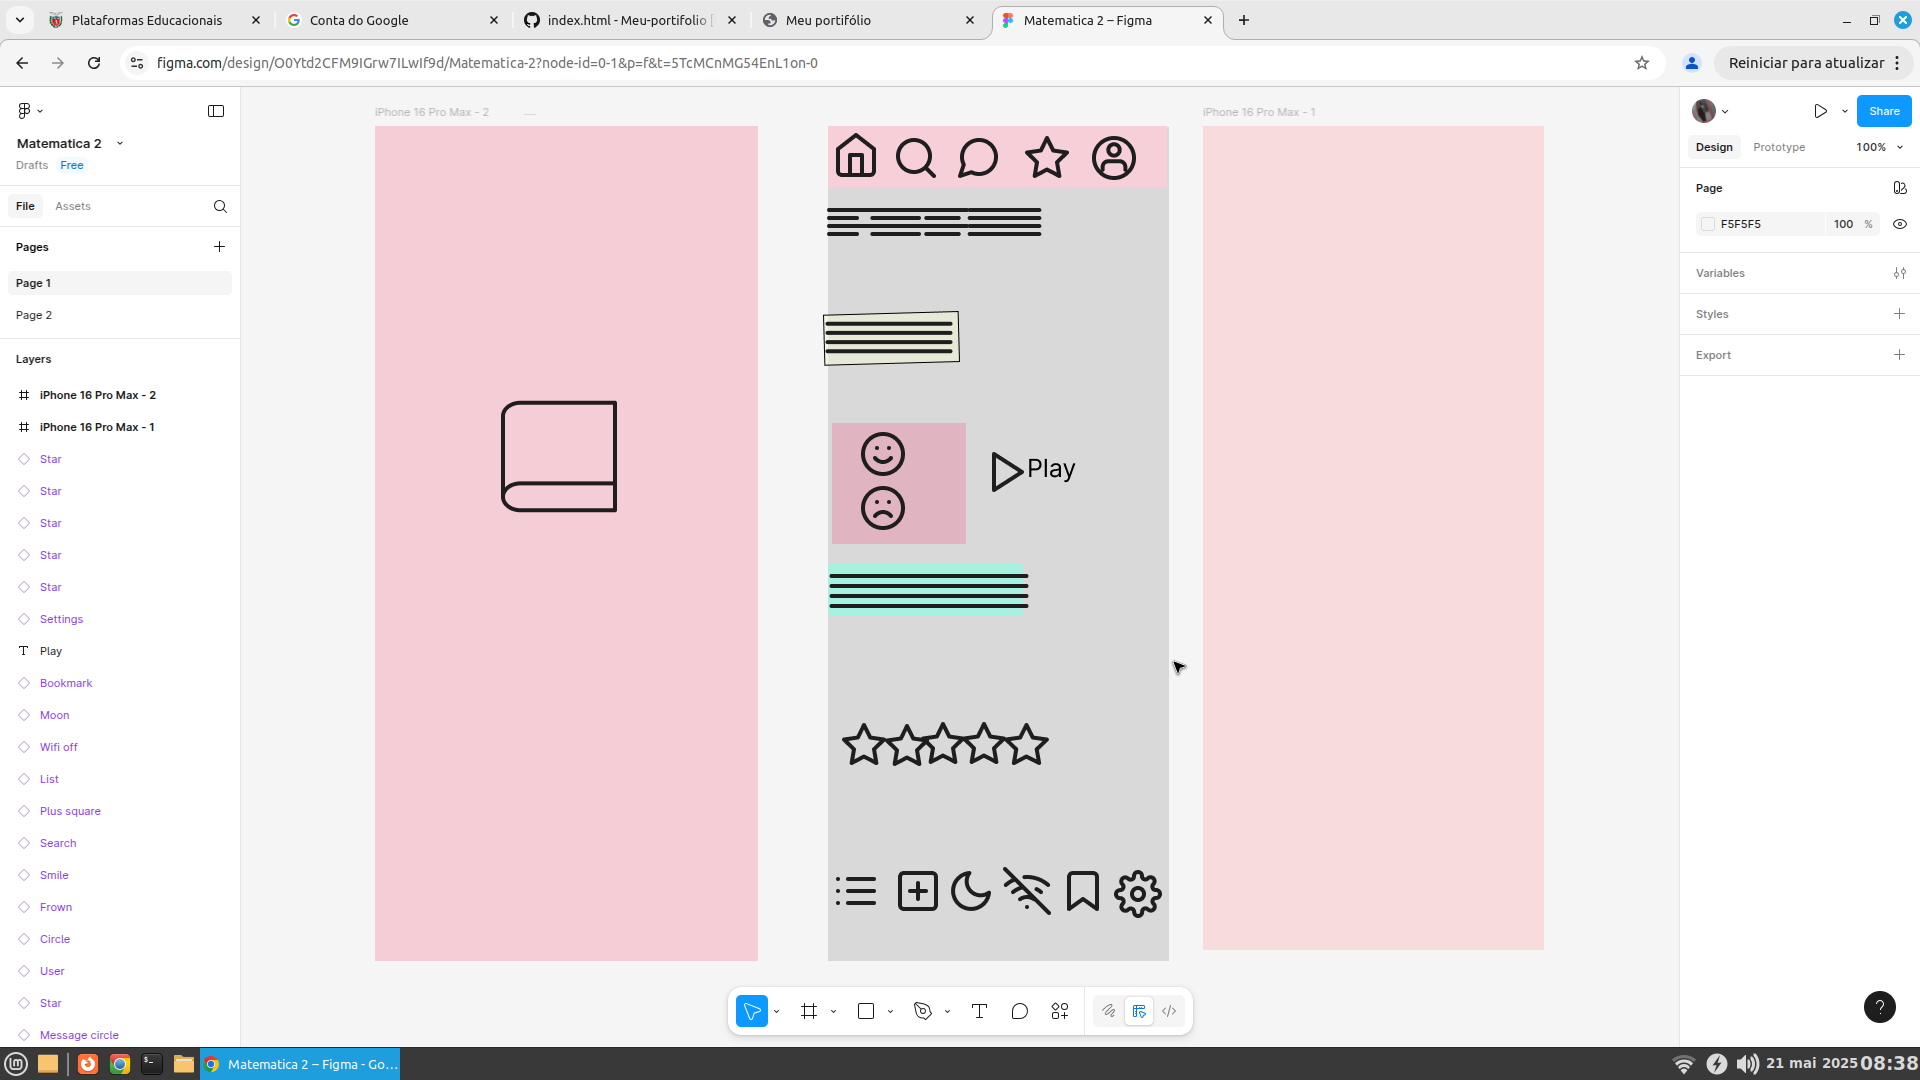 Plataformas Educacionais
Conta do Google
index.html - Meu-portifolio [
Meu portifólio
Matematica 2 – Figma
figma.com/design/O0Ytd2CFM9IGrw7ILwIf9d/Matematica-2?node-id=0-1&p=f&t=5TcMCnMG54EnL1on-0
Reiniciar para atualizar
Matematica 2
Drafts
Free
File
Assets
Pages
Page 1
Page 2
Layers
iPhone 16 Pro Max - 2
iPhone 16 Pro Max - 1
Star
Star
Star
Star
Star
Settings
Play
Bookmark
Moon
Wifi off
List
Plus square
Search
Smile
Frown
Circle
User
Star
Message circle
iPhone 16 Pro Max - 2
iPhone 16 Pro Max - 1
Play
Share
Design
Prototype
100%
Page
F5F5F5
100
%
Variables
Styles
Export
?
Matematica 2 – Figma - Go...
21 mai 2025
08:38